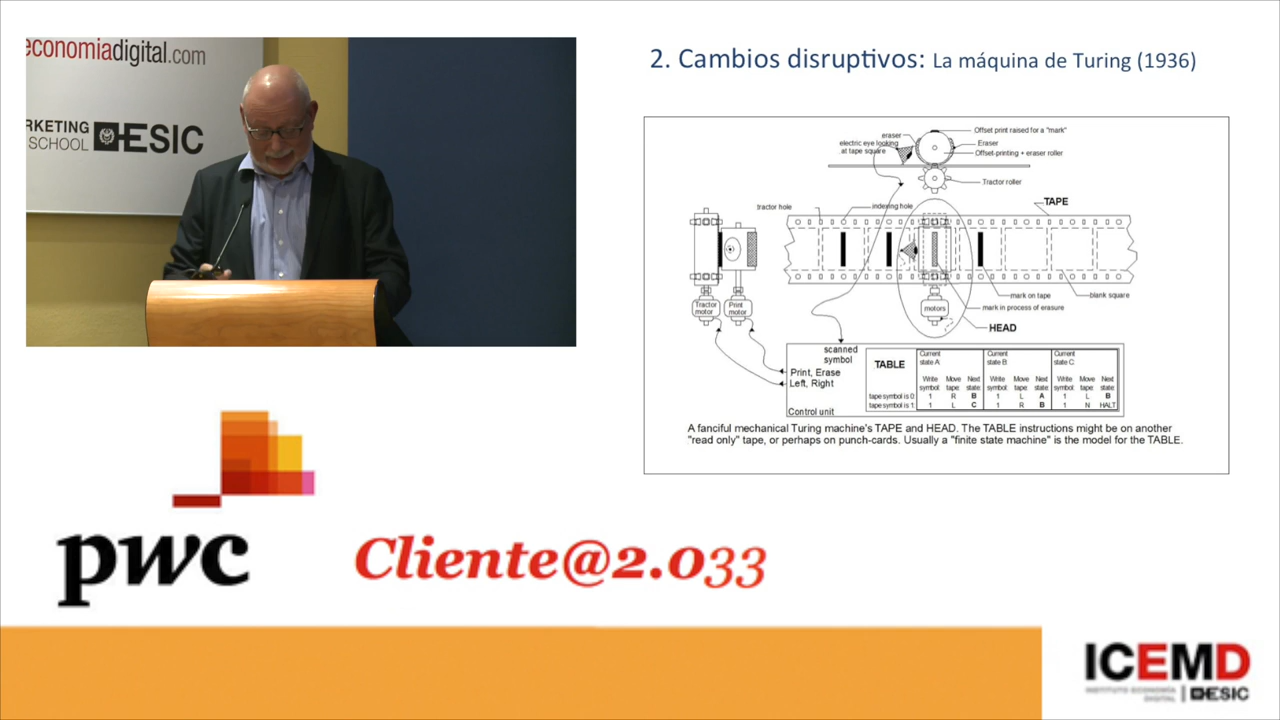 economiadigital.com
RKETING
SCHOOL
ESIC
2. Cambios disruptivos: La máquina de Turing (1936)
Offset print raised for a "mark"
eraser
Eraser
electric eye looking
at tape square
Offset-printing + eraser roller
Tractor roller
TAPE
tractor hole
indexing hole
mark on tape
blank square
Tractor
motor
Print
motor
motors
mark in process of erasure
HEAD
scanned
symbol
Print, Erase
Left, Right
Control unit
TABLE
Current
state A
Current
state B
Current
state C
Write
symbol
Move
tape
Next
state
Write
symbol
Move
tape
Next
state
Write
symbol
Move
tape
Next
state
tape symbol is 0 1 R B 1 L A 1 L B
tape symbol is 1 1 L C 1 R B 1 N HALT
A fanciful mechanical Turing machine's TAPE and HEAD. The TABLE instructions might be on another
"read only" tape, or perhaps on punch-cards. Usually a "finite state machine" is the model for the TABLE.
pwc
Cliente@2.033
ICEMD
INSTITUTO ECONOMÍA
DIGITAL
ESIC